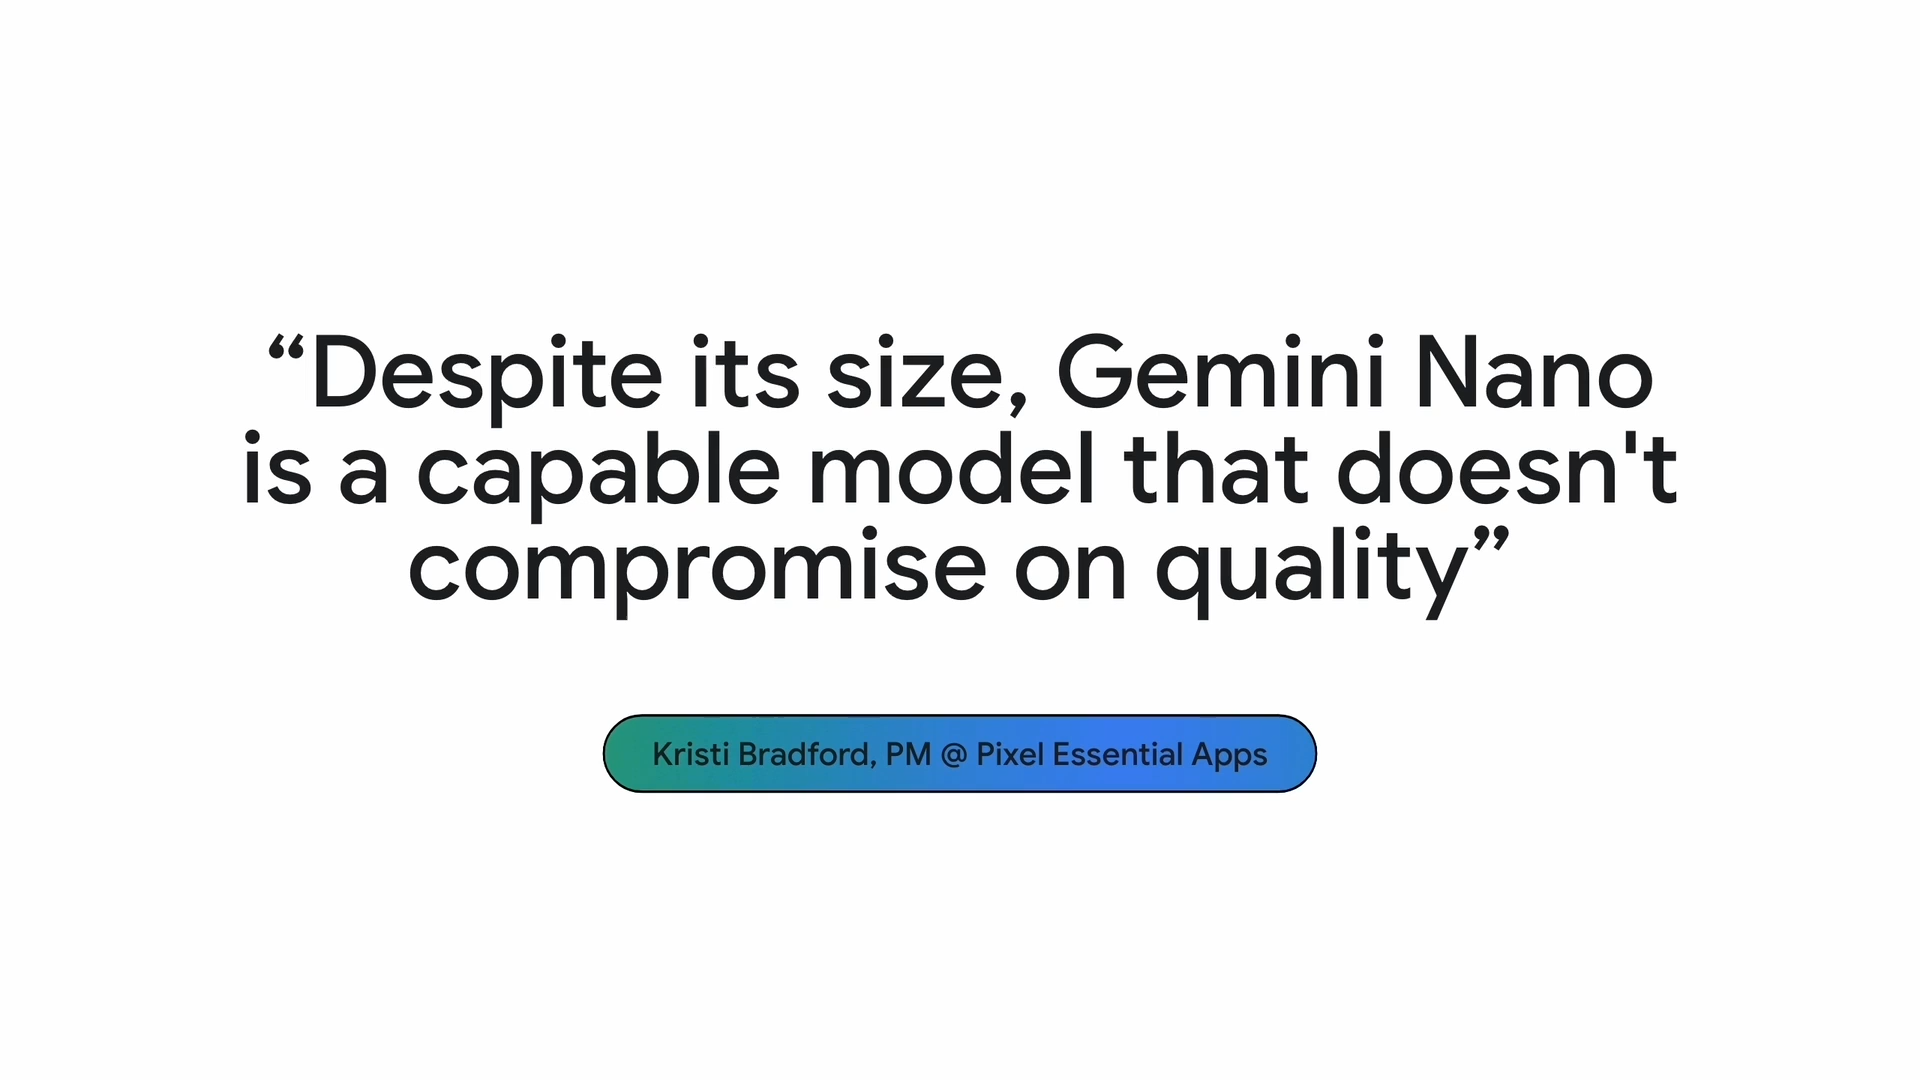 “Despite its size, Gemini Nano
is a capable model that doesn't
compromise on quality”
Kristi Bradford, PM @ Pixel Essential Apps